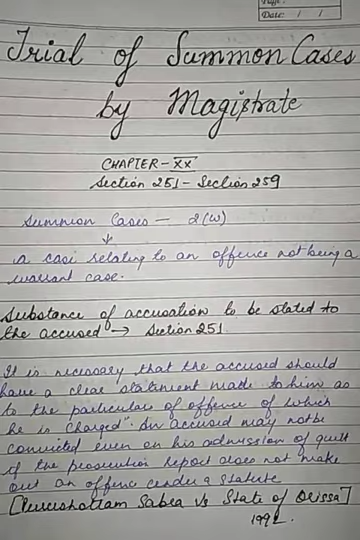 Page:
Date: / /
Trial of Summon Cases
by Magistrate
CHAPTER - XX
Section 251 - Section 259
Summon Cases - 2(W)
a case relating to an offence not being a
warrant case.
Substance of accusation to be stated to
the accused → Section 251
It is necessary that the accused should
have a clear statement made to him as
to the particulars of offence of which
he is charged" An accused may not be
convicted even on his admission of guilt
if the prosecution report does not make
out an offence under a statute
[Purushottam Sabra Vs State of Orissa]
1992.